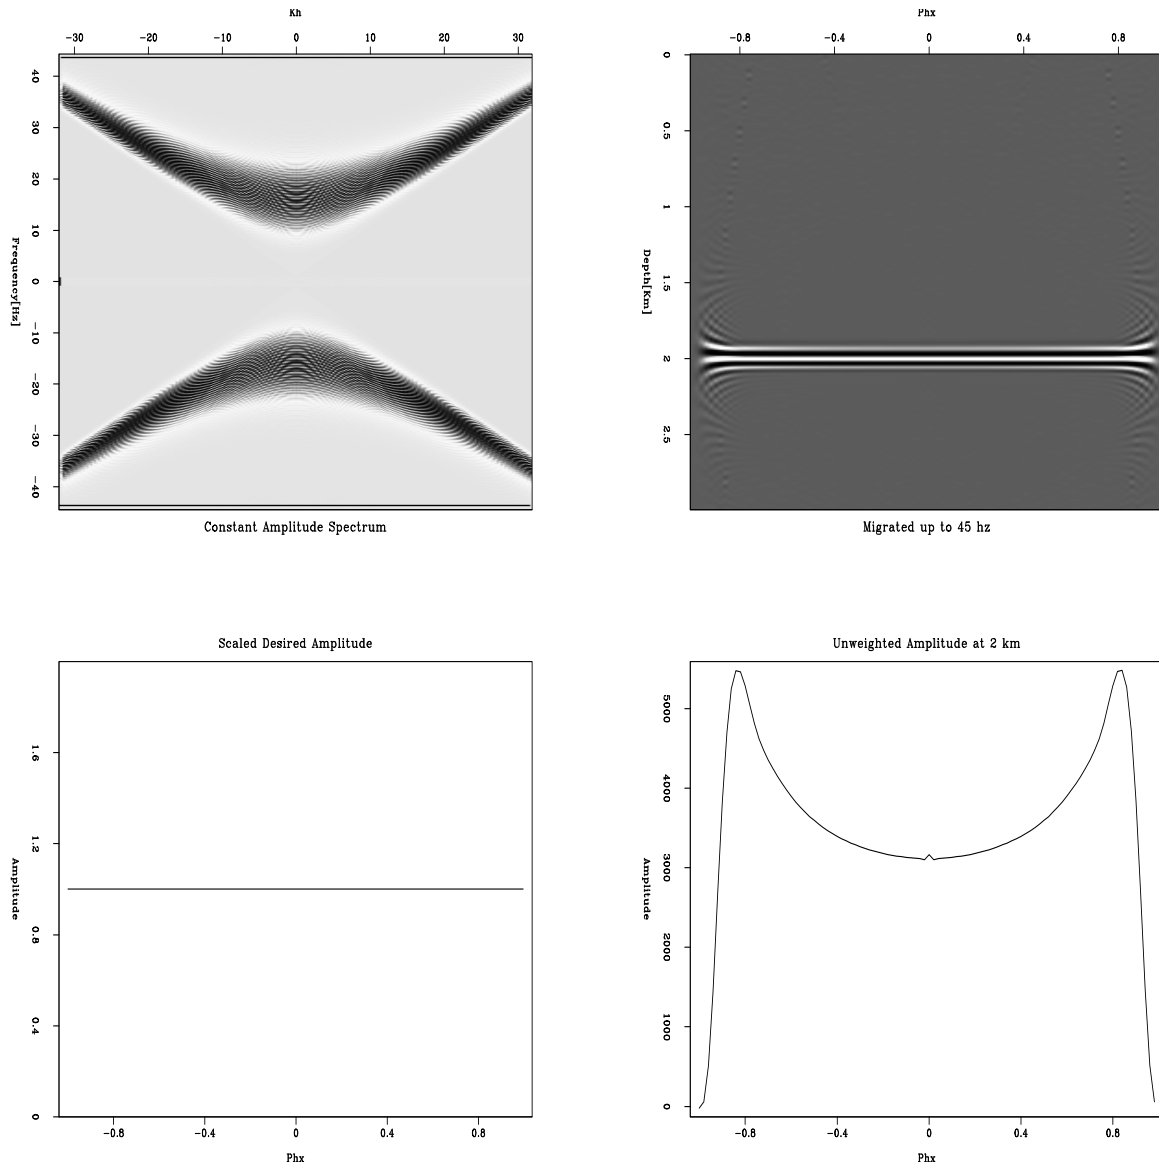 Kh
−30 −20 −10 0 10 20 30
40
30
20
10
0
−10
−20
−30
−40
Frequency[Hz]
Constant Amplitude Spectrum
Phx
−0.8 −0.4 0 0.4 0.8
0
0.5
1
1.5
2
2.5
Depth[Km]
Migrated up to 45 hz
Scaled Desired Amplitude
1.6
1.2
0.8
0.4
0
Amplitude
−0.8 −0.4 0 0.4 0.8
Phx
Unweighted Amplitude at 2 km
5000
4000
3000
2000
1000
0
Amplitude
−0.8 −0.4 0 0.4 0.8
Phx